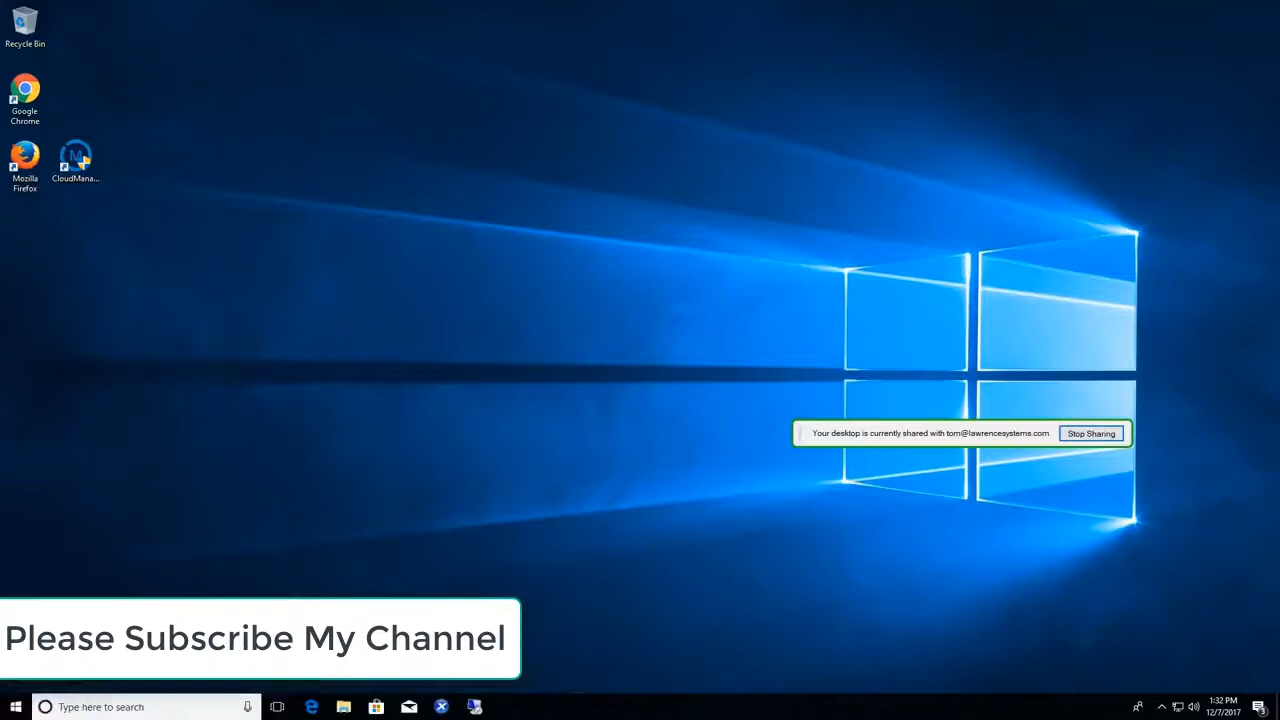 Recycle Bin
Google
Chrome
Mozilla
Firefox
CloudMana...
Your desktop is currently shared with tom@lawrencesystems.com
Stop Sharing
Please Subscribe My Channel
Type here to search
1:32 PM
12/7/2017